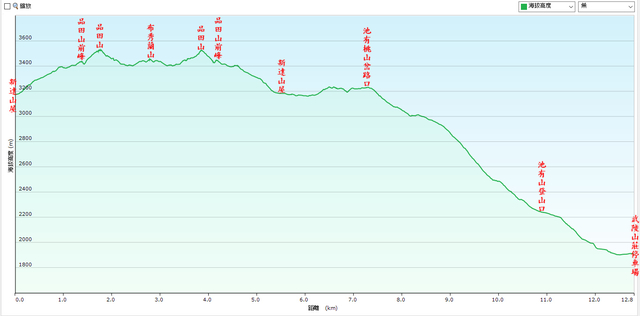 縮放
海拔高度
無
新達山屋
品田山前峰
品田山
布秀蘭山
品田山
品田山前峰
新達山屋
池有桃山岔路口
池有山登山口
武陵山莊停車場
海拔高度 (m)
3600
3400
3200
3000
2800
2600
2400
2200
2000
1800
0.0
1.0
2.0
3.0
4.0
5.0
6.0
7.0
8.0
9.0
10.0
11.0
12.0
12.8
距離 (km)